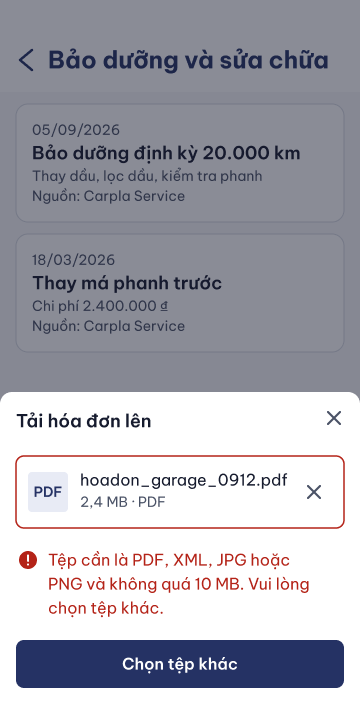 Bảo dưỡng và sửa chữa
05/09/2026
Bảo dưỡng định kỳ 20.000 km
Thay dầu, lọc dầu, kiểm tra phanh
Nguồn: Carpla Service
18/03/2026
Thay má phanh trước
Chi phí 2.400.000 ₫
Nguồn: Carpla Service
Tải hóa đơn lên
PDF
hoadon_garage_0912.pdf
2,4 MB · PDF
Tệp cần là PDF, XML, JPG hoặc
PNG và không quá 10 MB. Vui lòng
chọn tệp khác.
Chọn tệp khác